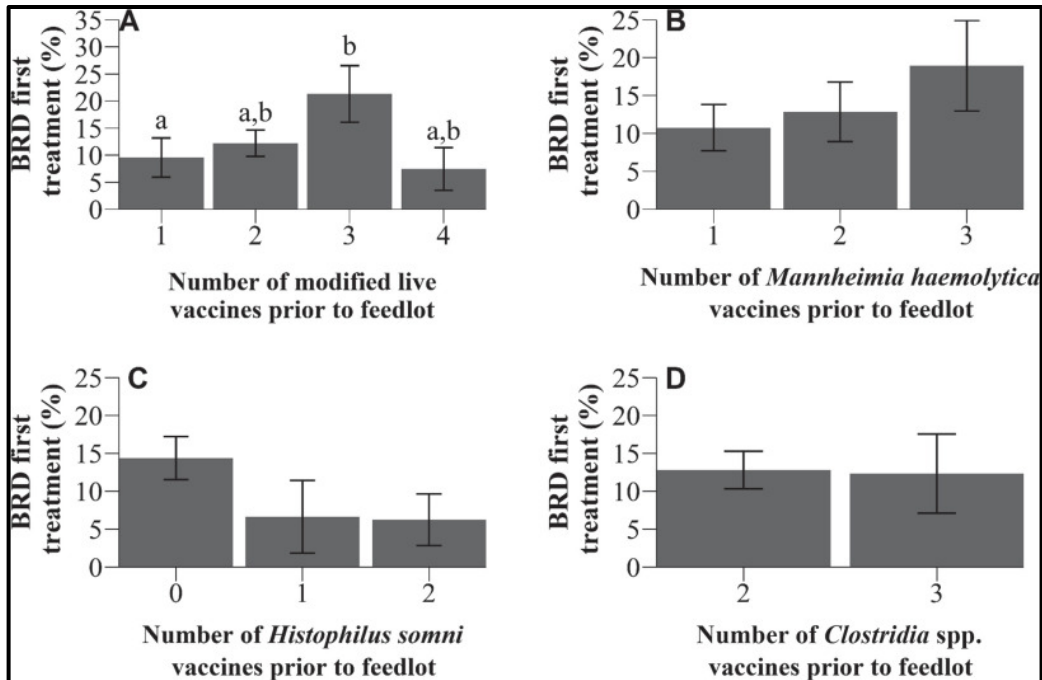 A
BRD first
treatment (%)
35
30
25
20
15
10
5
0
a
a,b
b
a,b
1 2 3 4
Number of modified live
vaccines prior to feedlot
B
BRD first
treatment (%)
25
20
15
10
5
0
1 2 3
Number of Mannheimia haemolytica
vaccines prior to feedlot
C
BRD first
treatment (%)
25
20
15
10
5
0
0 1 2
Number of Histophilus somni
vaccines prior to feedlot
D
BRD first
treatment (%)
25
20
15
10
5
0
2 3
Number of Clostridia spp.
vaccines prior to feedlot